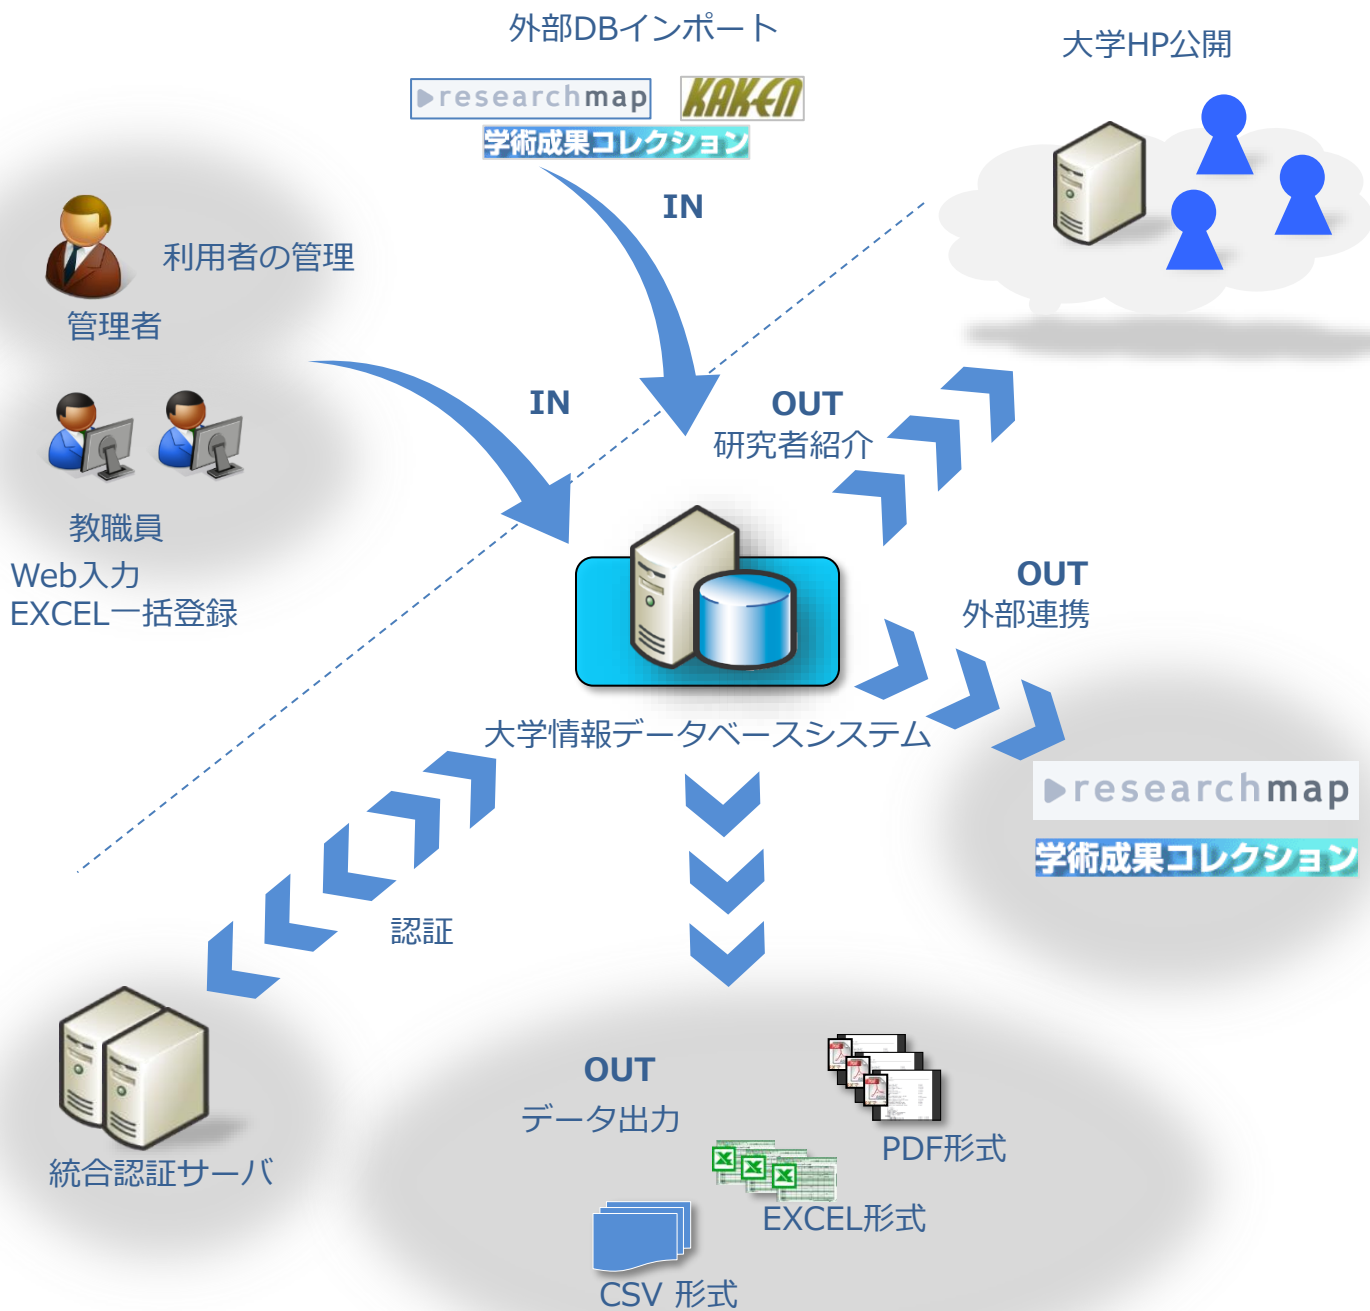 外部DBインポート
researchmap
KAKEN
学術成果コレクション
大学HP公開
IN
利用者の管理
管理者
IN
OUT
研究者紹介
教職員
Web入力
EXCEL一括登録
OUT
外部連携
大学情報データベースシステム
researchmap
学術成果コレクション
認証
統合認証サーバ
OUT
データ出力
PDF形式
EXCEL形式
CSV 形式